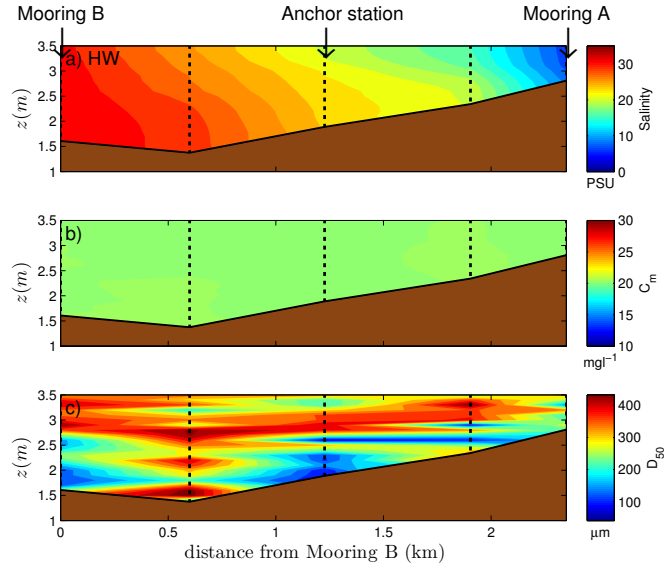 Mooring B Anchor station Mooring A
a) HW
3.5
3
2.5
2
1.5
1
z(m)
30
20
10
0
Salinity
PSU
b)
3.5
3
2.5
2
1.5
1
z(m)
30
25
20
15
10
C_m
mgl⁻¹
c)
3.5
3
2.5
2
1.5
1
z(m)
400
300
200
100
D_50
μm
0 0.5 1 1.5 2
distance from Mooring B (km)